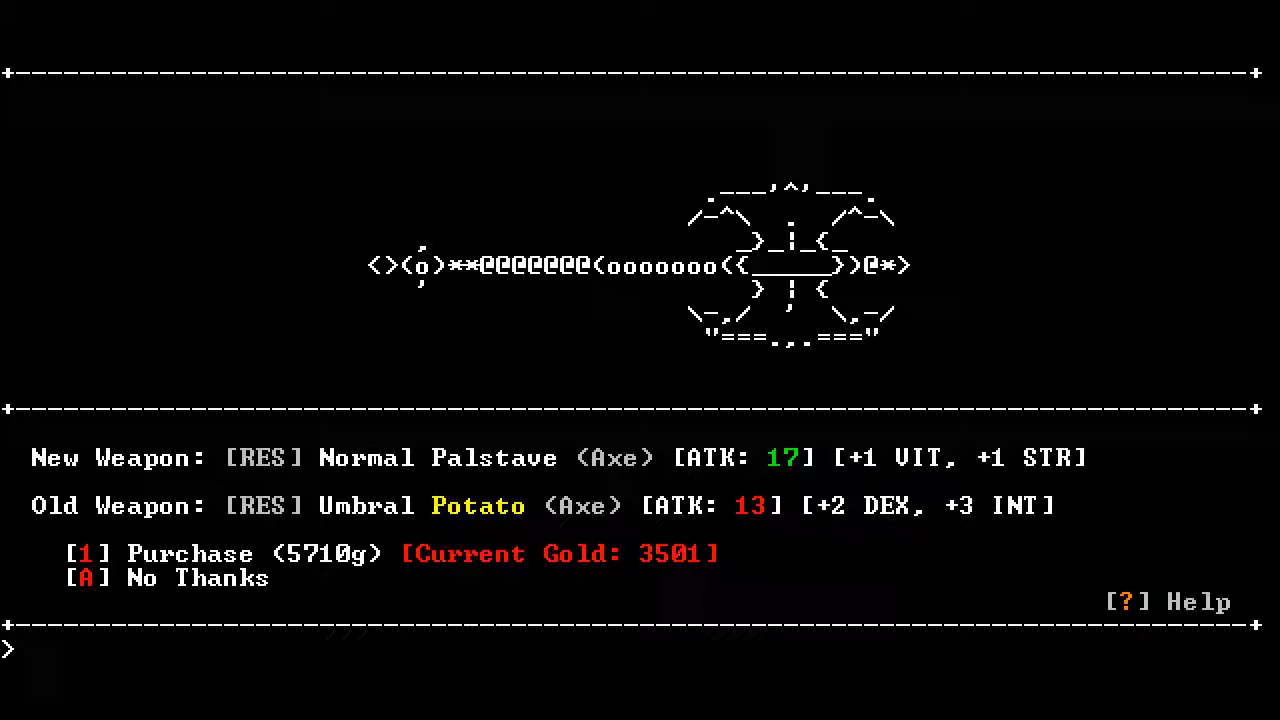 New Weapon: [RES] Normal Palstave (Axe) [ATK: 17] [+1 VIT, +1 STR]
Old Weapon: [RES] Umbral Potato (Axe) [ATK: 13] [+2 DEX, +3 INT]
[1] Purchase (5710g) [Current Gold: 3501]
[A] No Thanks
[?] Help
>